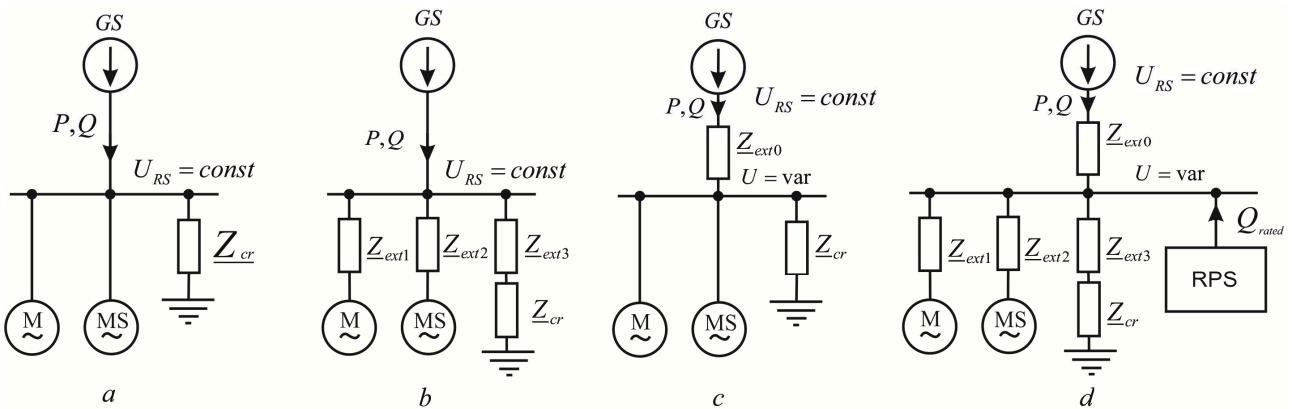 GS
P,Q
U_RS = const
Z_cr
M
~
MS
~
a
GS
P,Q
U_RS = const
Z_ext1
Z_ext2
Z_ext3
M
~
MS
~
Z_cr
b
GS
P,Q
U_RS = const
Z_ext0
U = var
Z_cr
M
~
MS
~
c
GS
U_RS = const
P,Q
Z_ext0
U = var
Q_rated
Z_ext1
Z_ext2
Z_ext3
RPS
M
~
MS
~
Z_cr
d